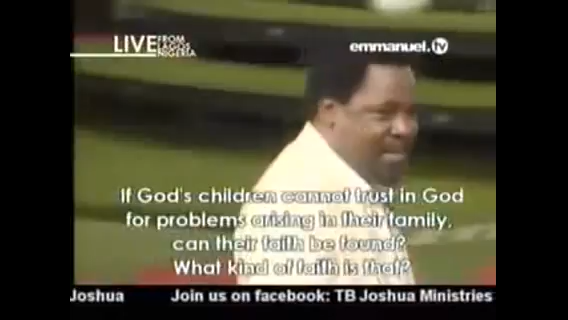 LIVE FROM LAGOS NIGERIA
emmanuel.tv
If God's children cannot trust in God
for problems arising in their family,
can their faith be found?
What kind of faith is that?
Joshua Join us on facebook: TB Joshua Ministries